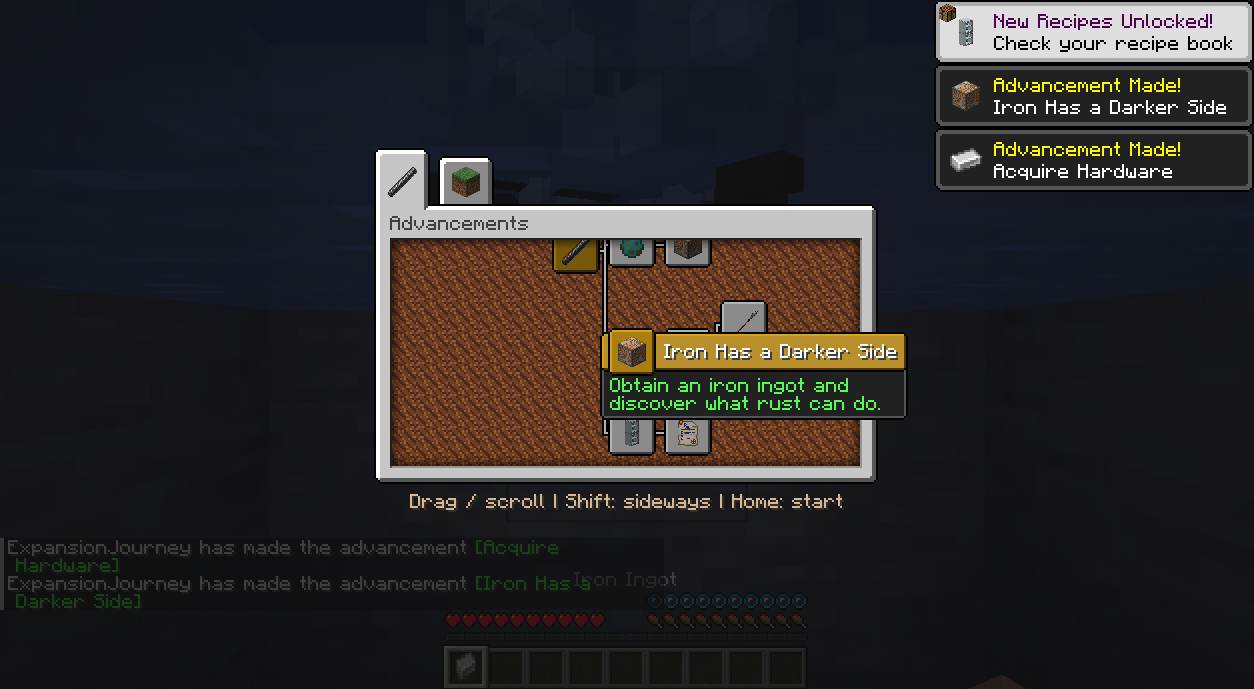 New Recipes Unlocked!
Check your recipe book
Advancement Made!
Iron Has a Darker Side
Advancement Made!
Acquire Hardware
Advancements
Iron Has a Darker Side
Obtain an iron ingot and
discover what rust can do.
Drag / scroll | Shift: sideways | Home: start
ExpansionJourney has made the advancement [Acquire
Hardware]
ExpansionJourney has made the advancement [Iron Has a
Darker Side]
Iron Ingot